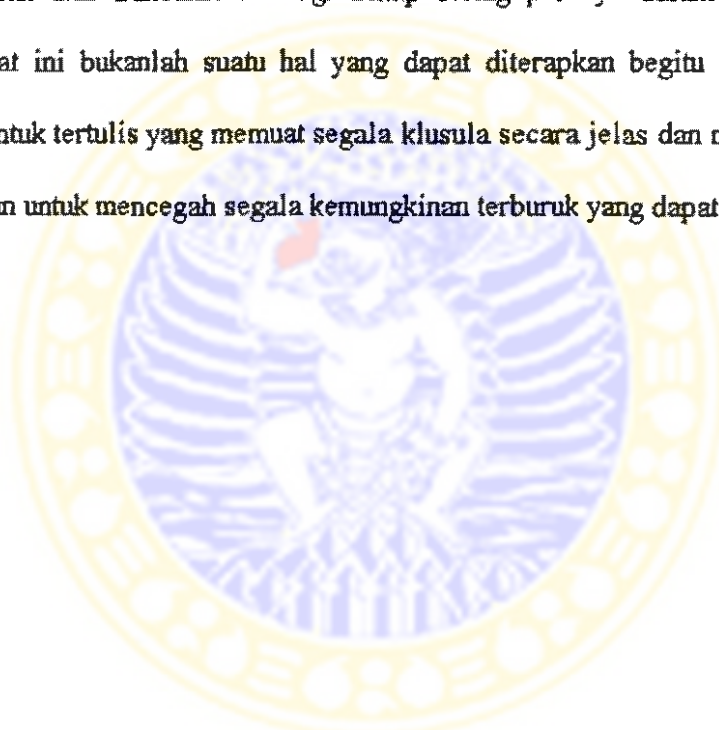 at ini bukanlah suatu hal yang dapat diterapkan begitu
ntuk tertulis yang memuat segala klusula secara jelas dan
n untuk mencegah segala kemungkinan terburuk yang dapat